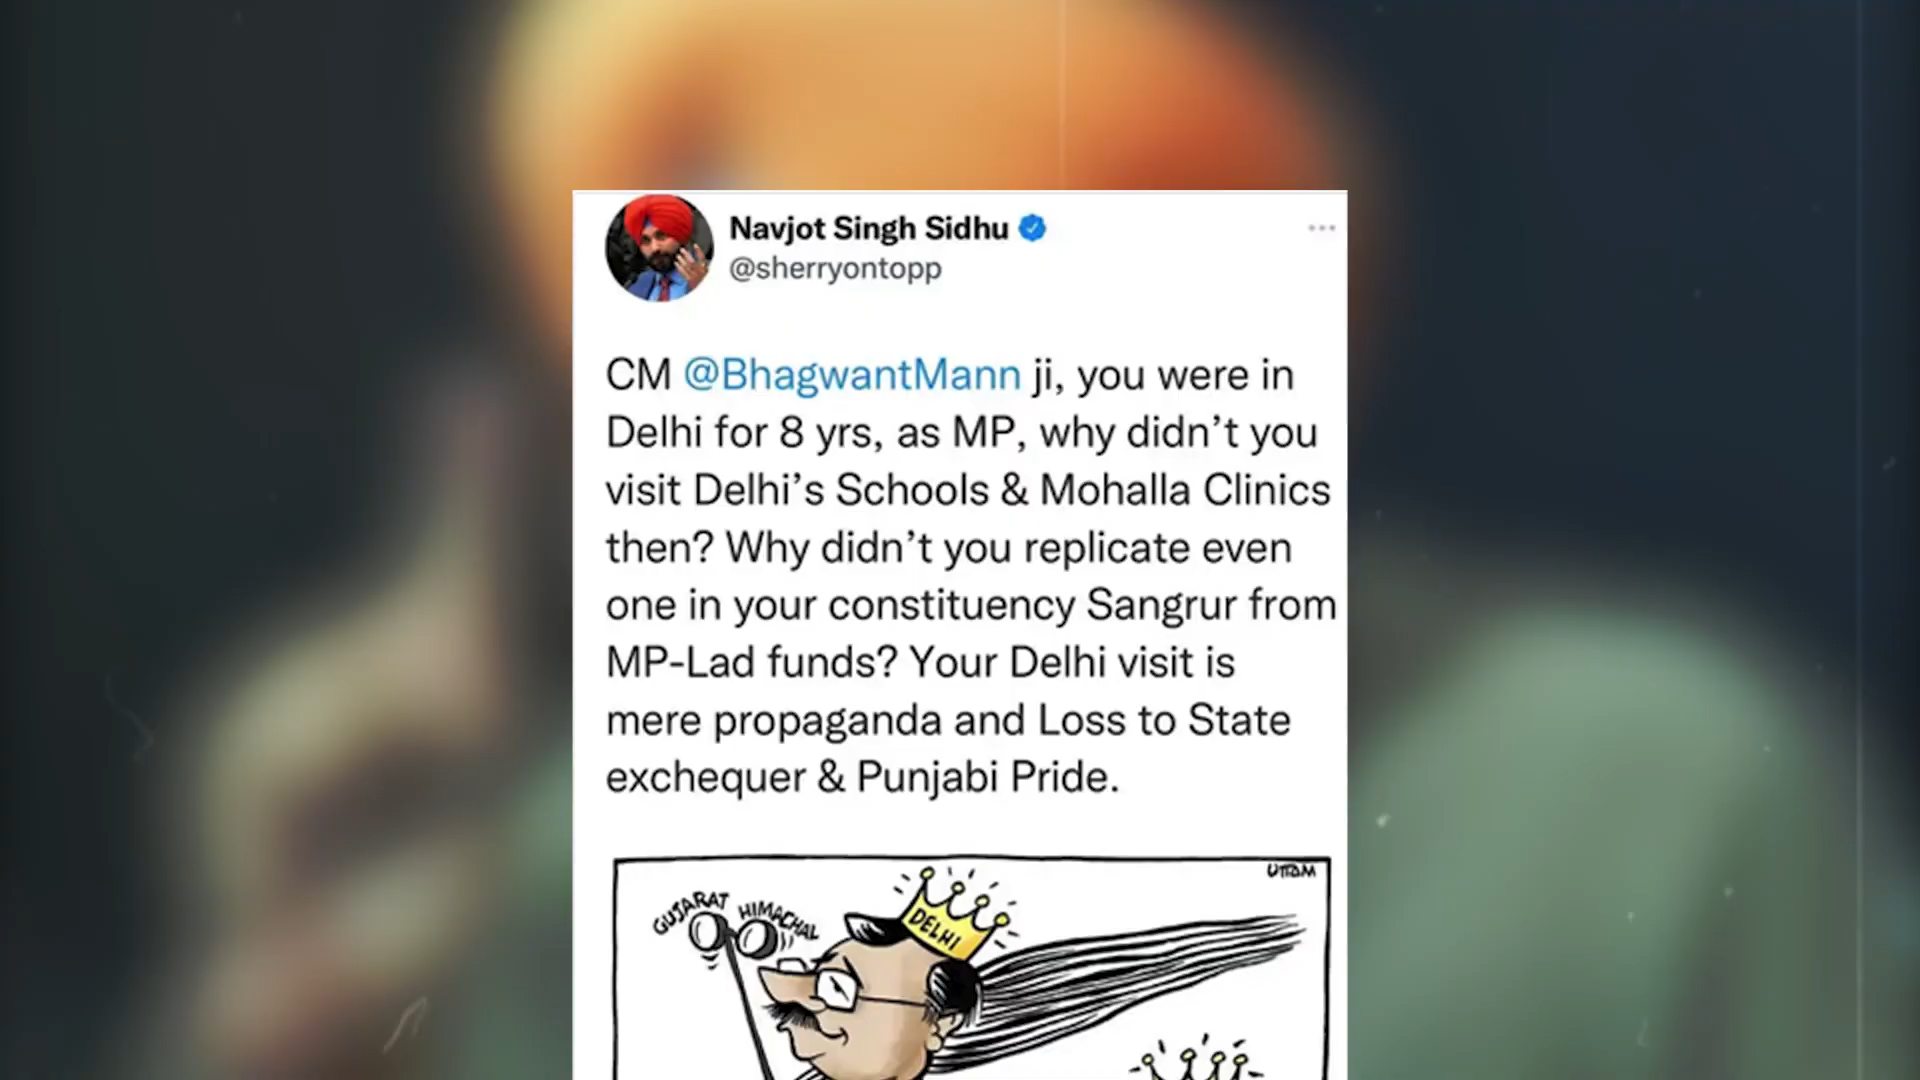 Navjot Singh Sidhu
@sherryontopp
CM @BhagwantMann ji, you were in
Delhi for 8 yrs, as MP, why didn’t you
visit Delhi’s Schools & Mohalla Clinics
then? Why didn’t you replicate even
one in your constituency Sangrur from
MP-Lad funds? Your Delhi visit is
mere propaganda and Loss to State
exchequer & Punjabi Pride.
UTTAM
GUJARAT HIMACHAL
DELHI